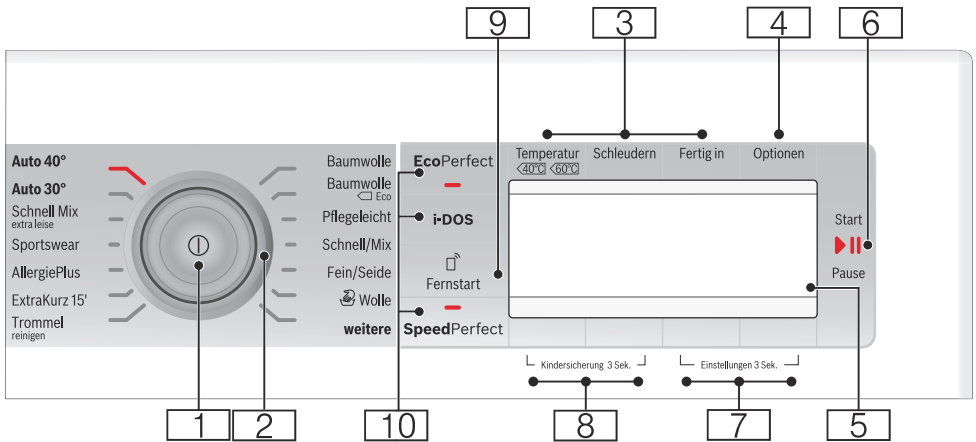 9
3
4
6
Auto 40°
Auto 30°
Schnell Mix
extra leise
Sportswear
AllergiePlus
ExtraKurz 15'
Trommel
reinigen
Baumwolle
Baumwolle
Eco
Pflegeleicht
Schnell/Mix
Fein/Seide
Wolle
weitere
EcoPerfect
i-DOS
Fernstart
SpeedPerfect
Temperatur
40°C 60°C
Schleudern
Fertig in
Optionen
Start
Pause
Kindersicherung 3 Sek.
Einstellungen 3 Sek.
1
2
10
8
7
5